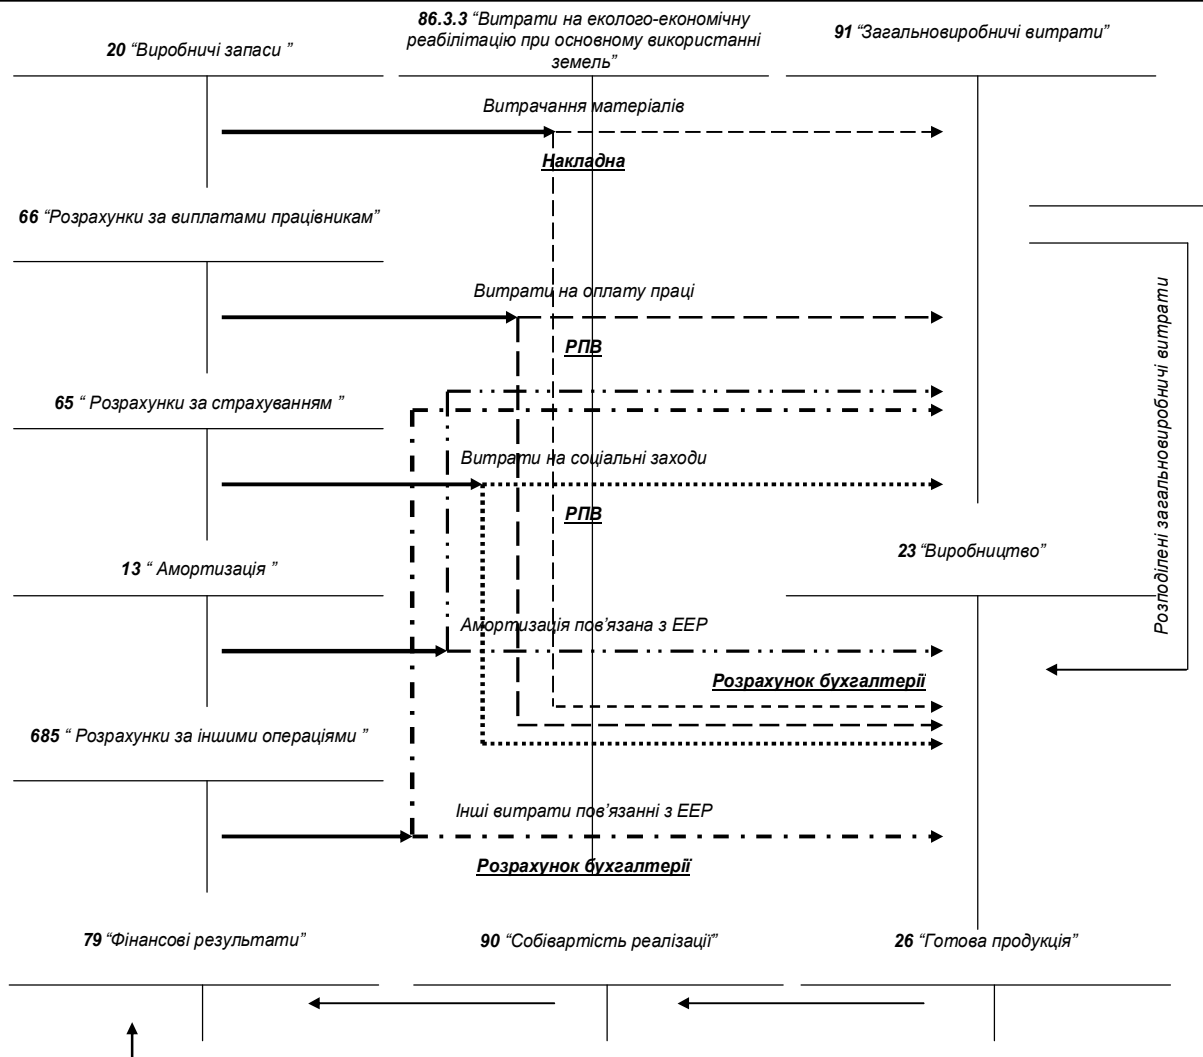 86.3.3 “Витрати на еколого-економічну
реабілітацію при основному використанні
земель”
20 “Виробничі запаси ”
91 “Загальновиробничі витрати”
Витрачання матеріалів
Накладна
66 “Розрахунки за виплатами працівникам”
Витрати на оплату праці
РПВ
65 “ Розрахунки за страхуванням ”
Витрати на соціальні заходи
РПВ
Розподілені загальновиробничі витрати
13 “ Амортизація ”
23 “Виробництво”
Амортизація пов’язана з ЕЕР
Розрахунок бухгалтерії
685 “ Розрахунки за іншими операціями ”
Інші витрати пов’язанні з ЕЕР
Розрахунок бухгалтерії
79 “Фінансові результати”
90 “Собівартість реалізації”
26 “Готова продукція”